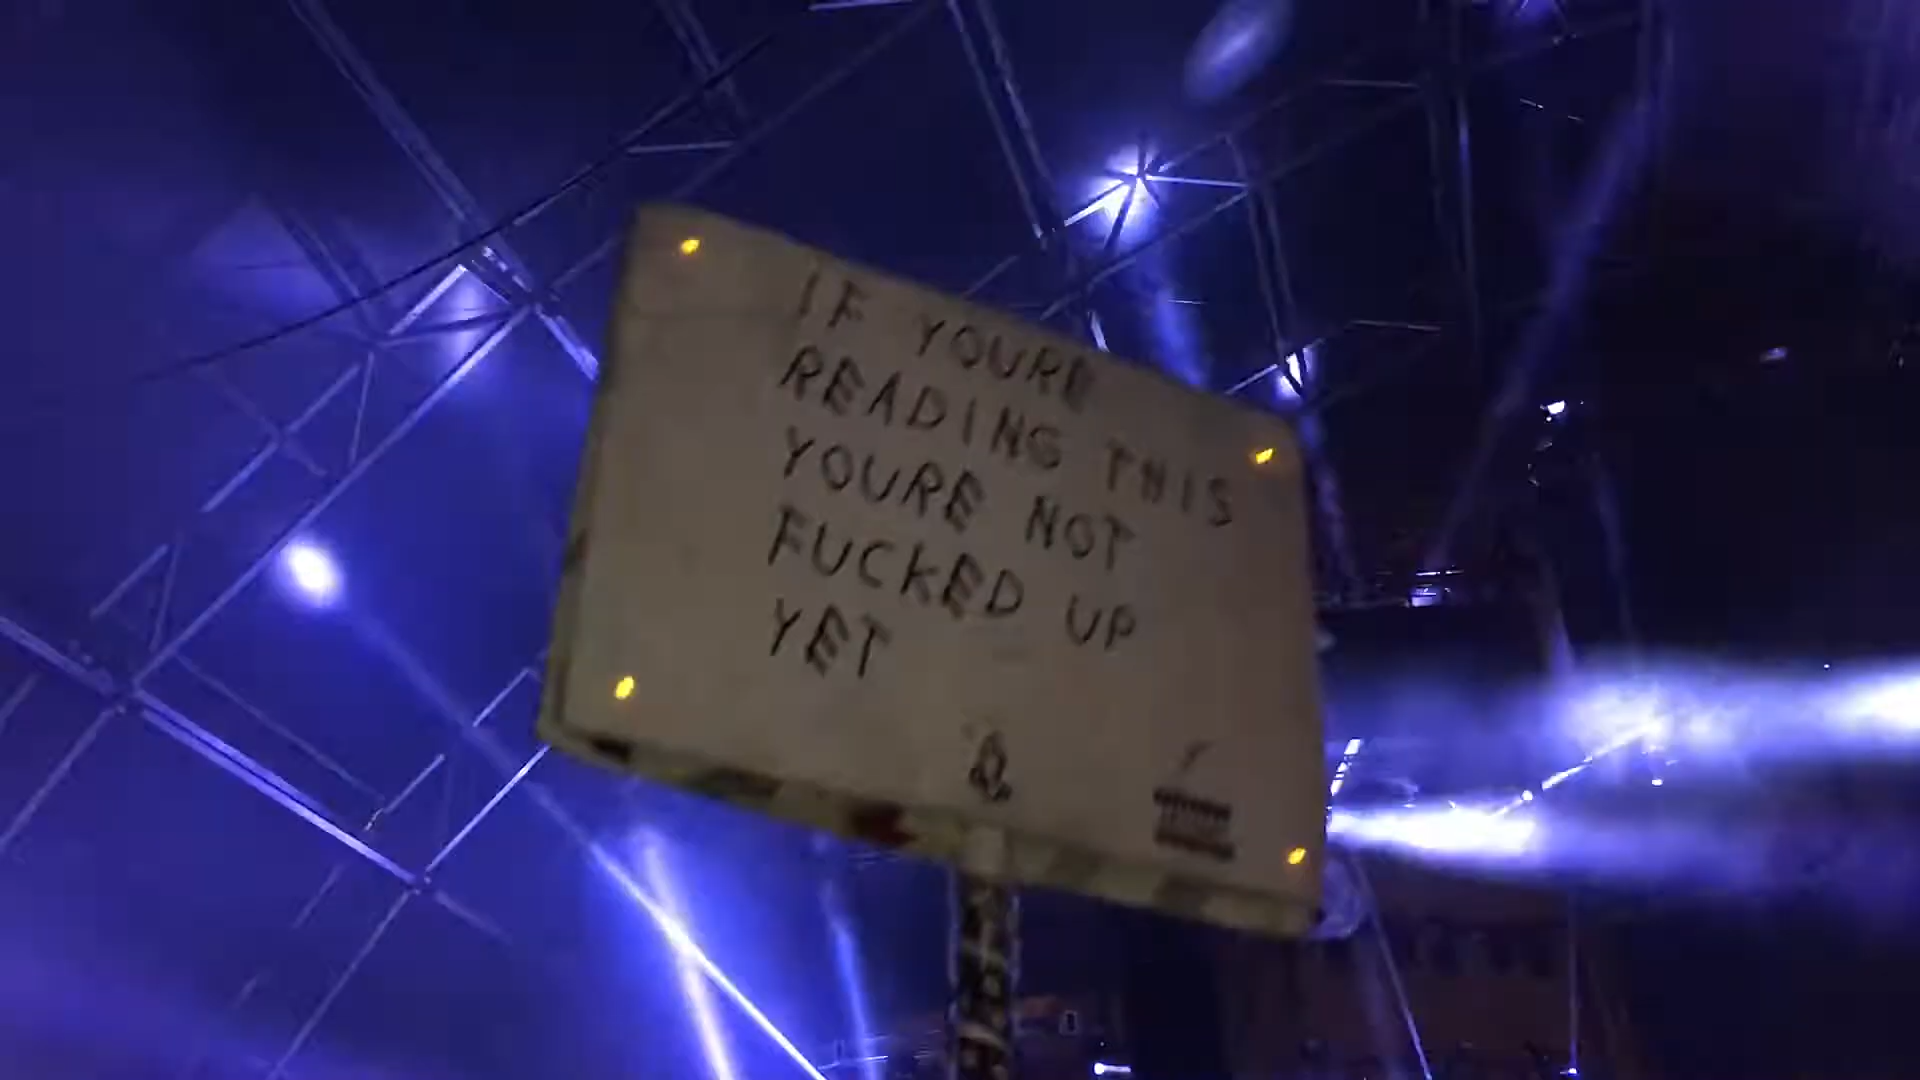 IF YOURE
READING THIS
YOURE NOT
FUCKED UP
YET